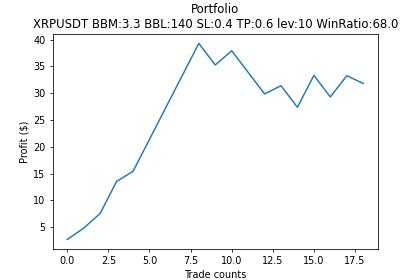 Portfolio
XRPUSDT BBM:3.3 BBL:140 SL:0.4 TP:0.6 lev:10 WinRatio:68.0
40
35
30
25
20
15
10
5
Profit ($)
0.0 2.5 5.0 7.5 10.0 12.5 15.0 17.5
Trade counts